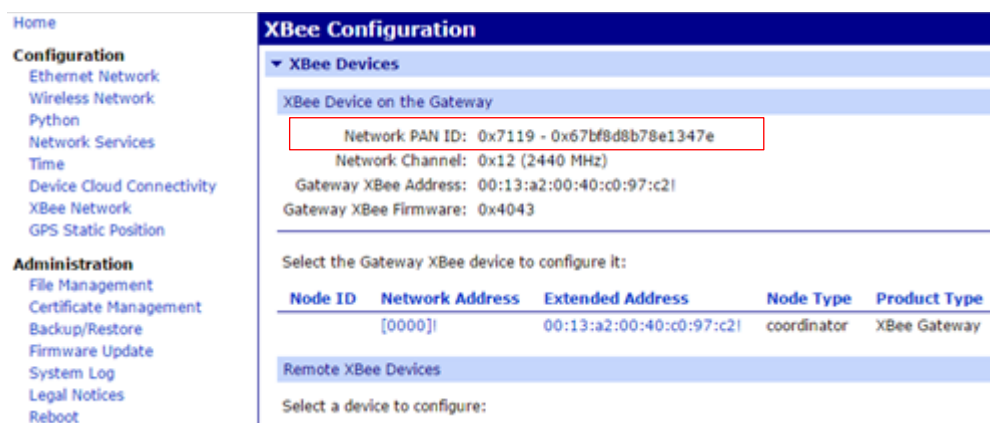 Home
Configuration
Ethernet Network
Wireless Network
Python
Network Services
Time
Device Cloud Connectivity
XBee Network
GPS Static Position
Administration
File Management
Certificate Management
Backup/Restore
Firmware Update
System Log
Legal Notices
Reboot
XBee Configuration
▼ XBee Devices
XBee Device on the Gateway
Network PAN ID: 0x7119 - 0x67bf8d8b78e1347e
Network Channel: 0x12 (2440 MHz)
Gateway XBee Address: 00:13:a2:00:40:c0:97:c2!
Gateway XBee Firmware: 0x4043
Select the Gateway XBee device to configure it:
Node ID Network Address Extended Address Node Type Product Type
[0000]! 00:13:a2:00:40:c0:97:c2! coordinator XBee Gateway
Remote XBee Devices
Select a device to configure: